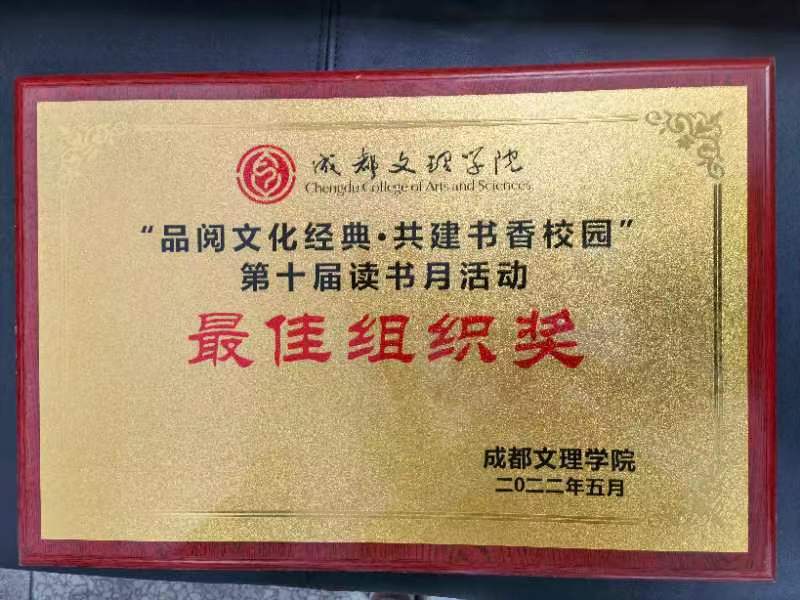 成都文理学院
Chengdu College of Arts and Sciences
“品阅文化经典·共建书香校园”
第十届读书月活动
最佳组织奖
成都文理学院
二〇二二年五月